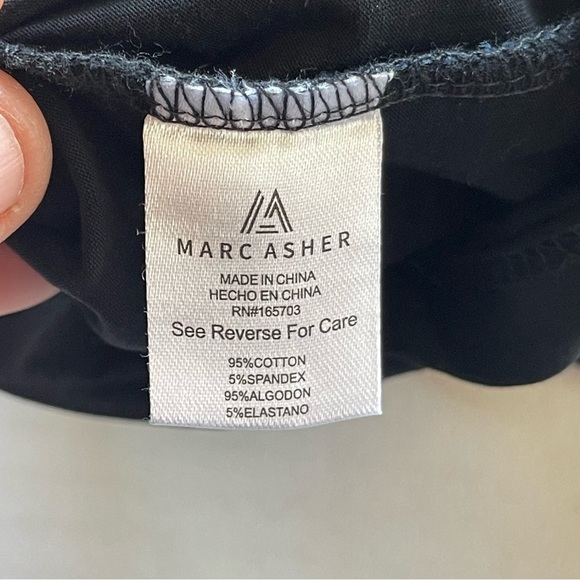 MARC ASHER
MADE IN CHINA
HECHO EN CHINA
RN#165703
See Reverse For Care
95%COTTON
5%SPANDEX
95%ALGODON
5%ELASTANO